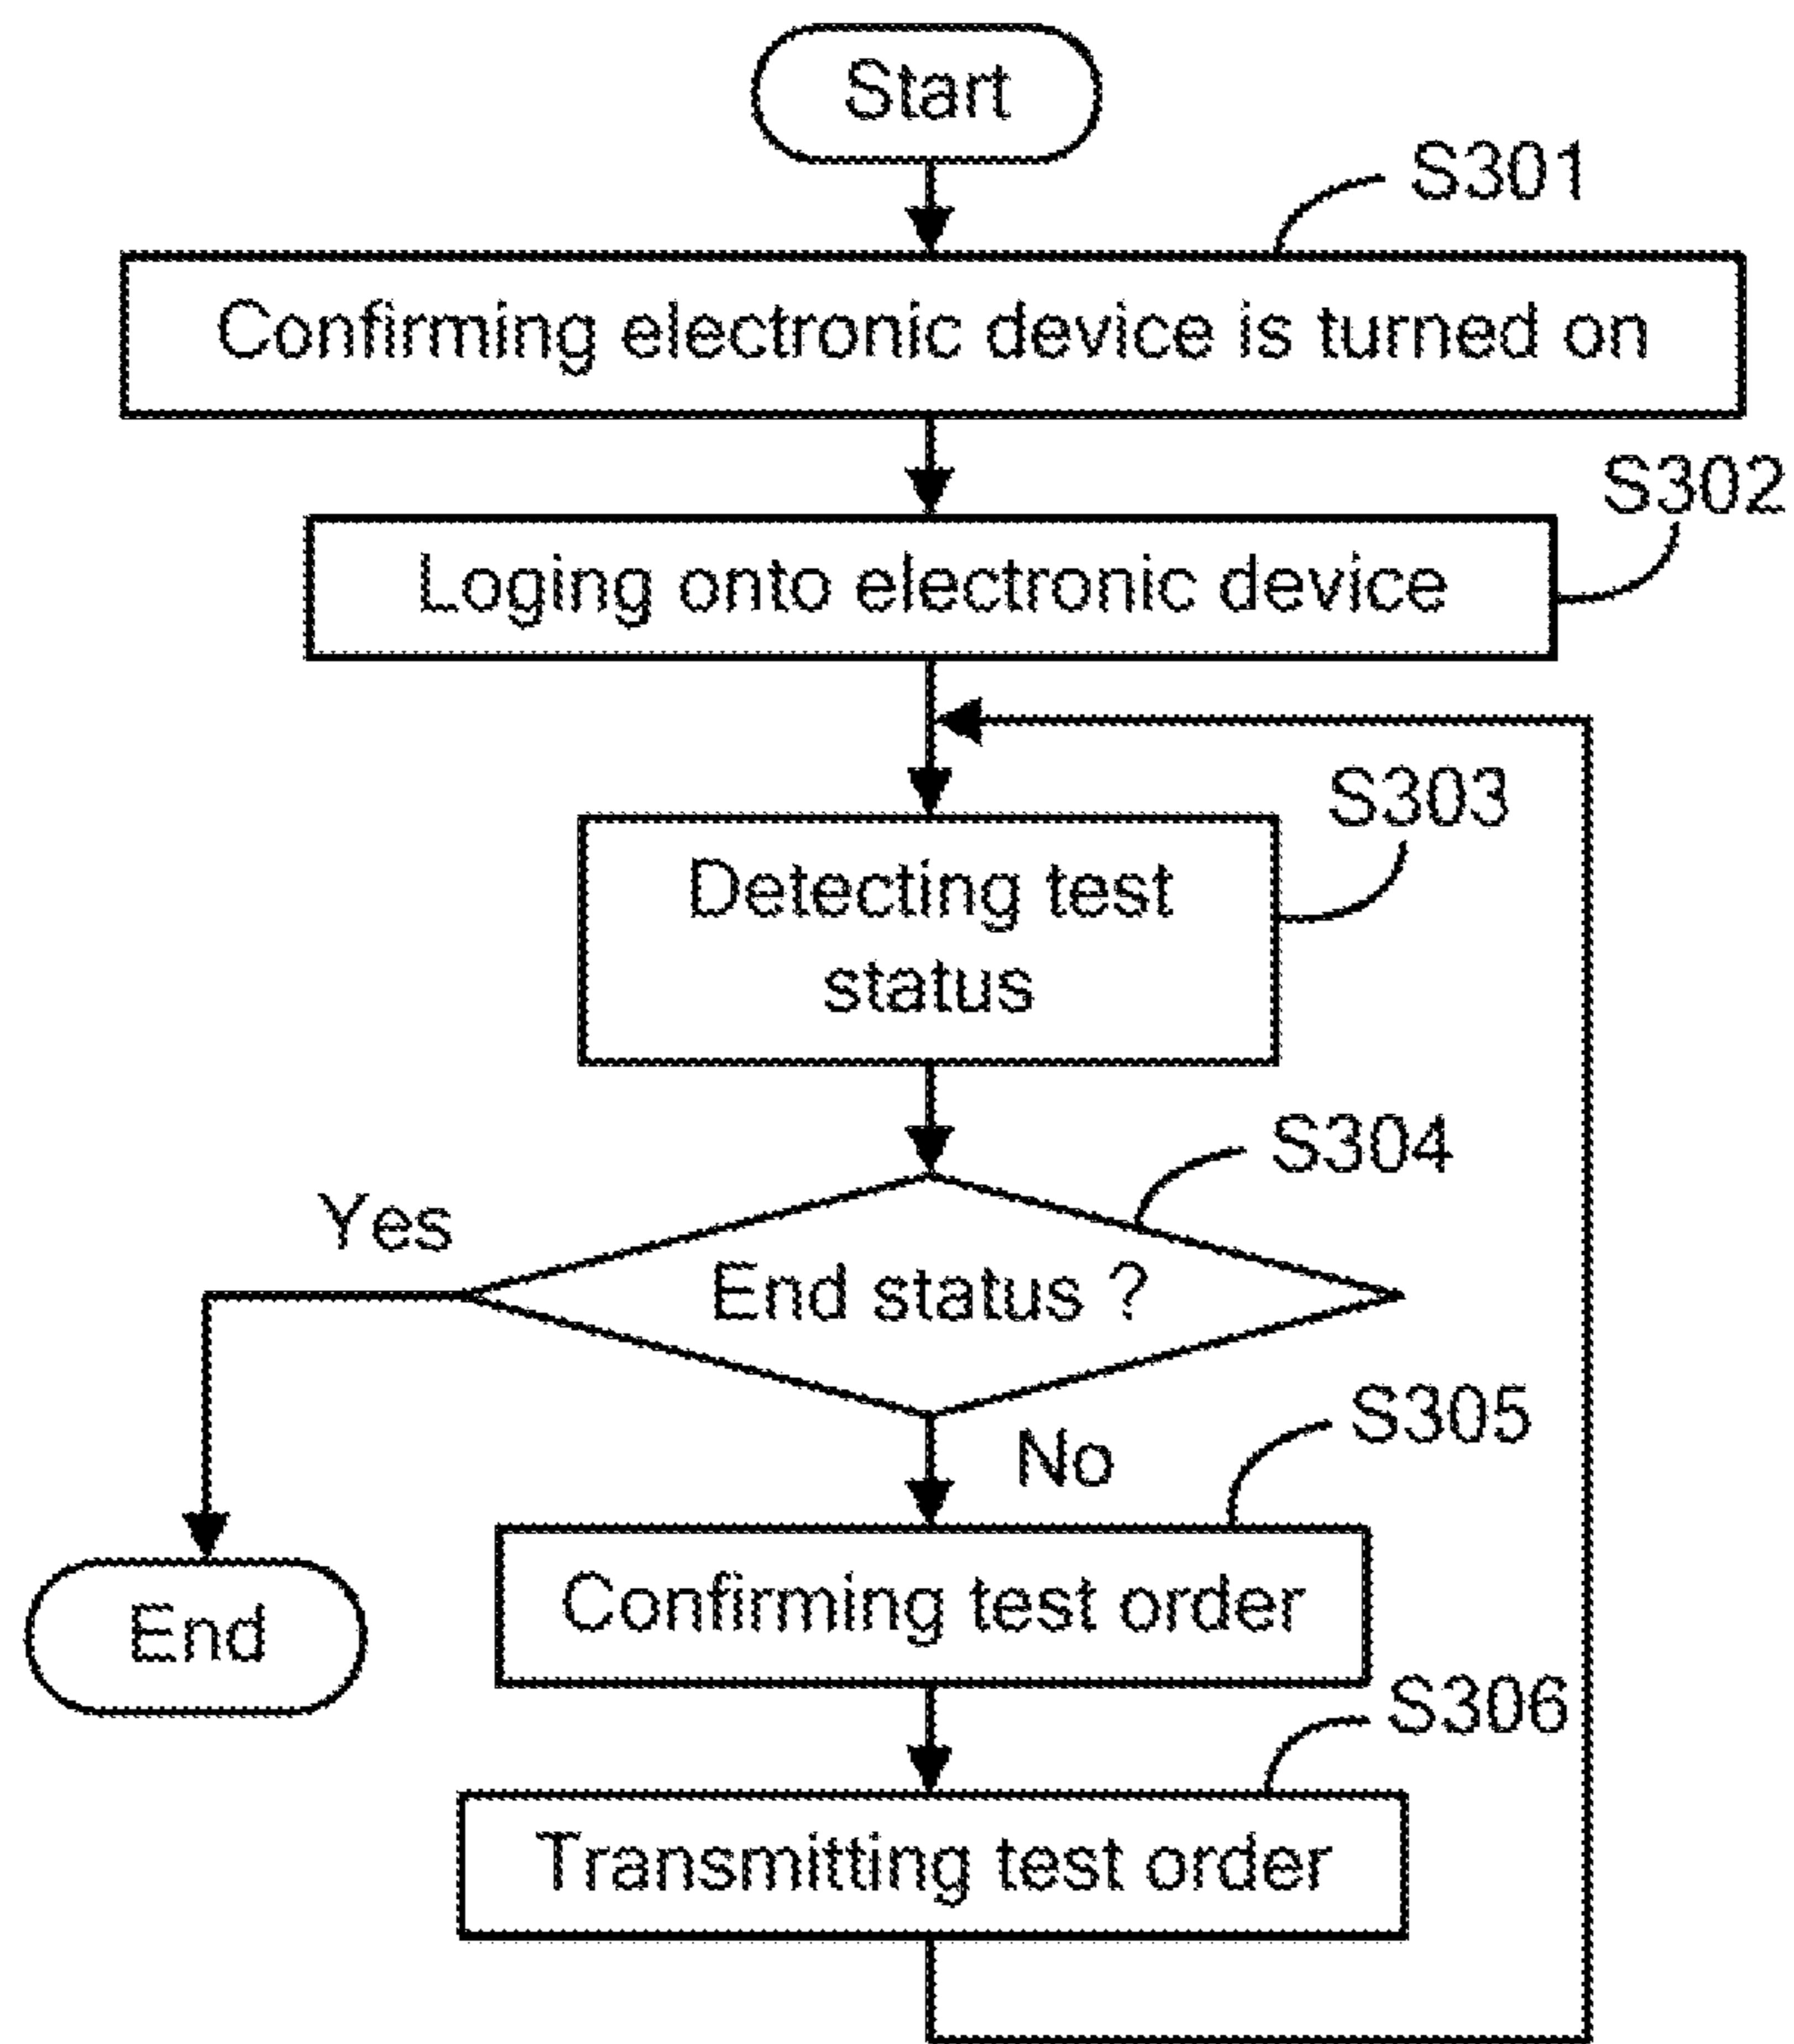 Start
S301
Confirming electronic device is turned on
S302
Loging onto electronic device
S303
Detecting test
status
S304
Yes
End status ?
No
S305
Confirming test order
End
S306
Transmitting test order